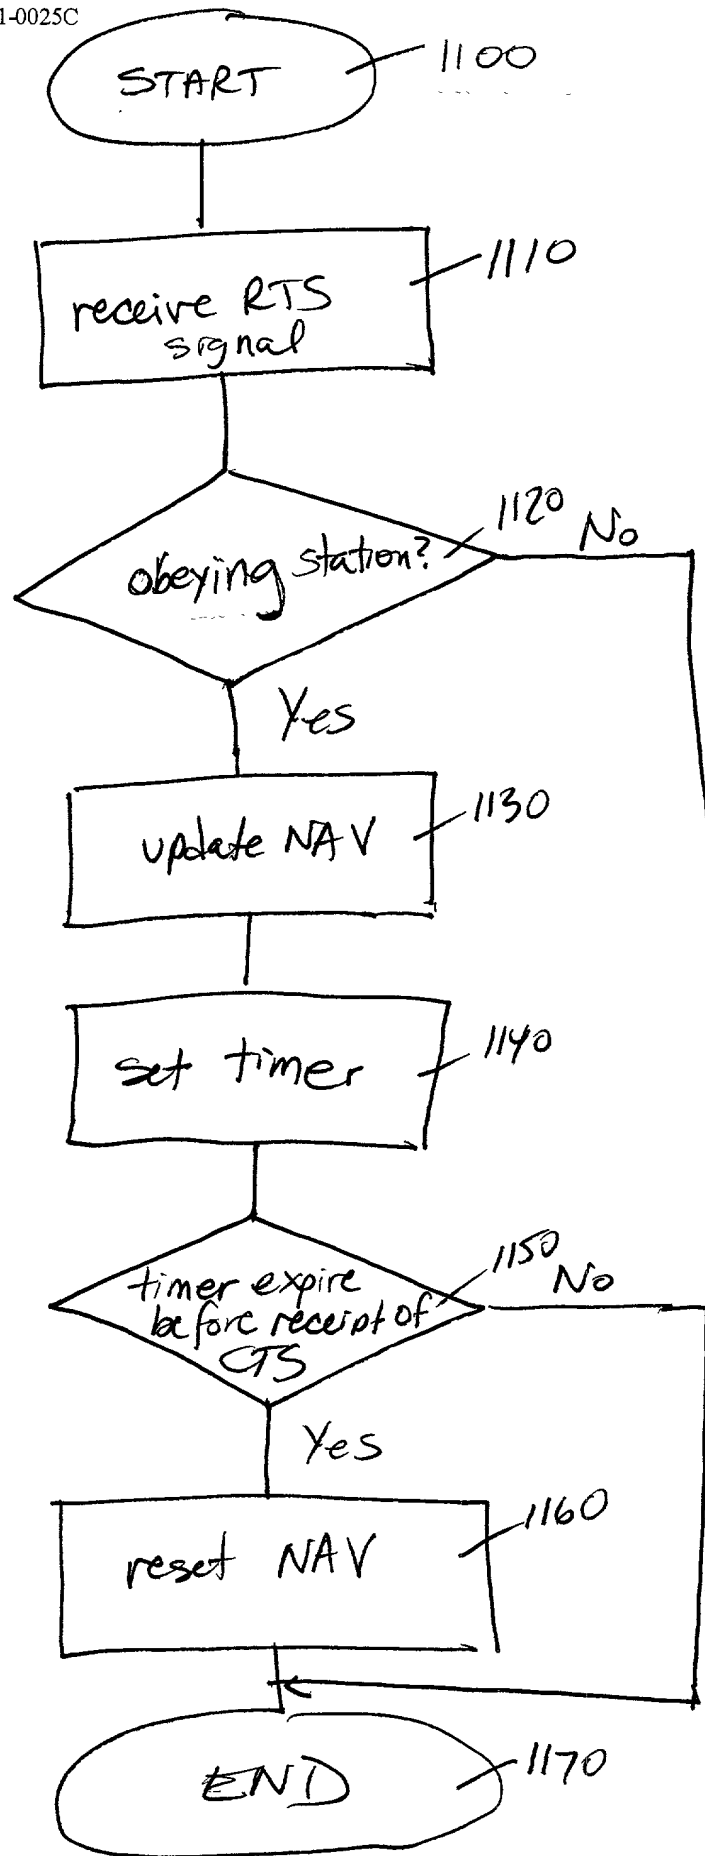 1-0025C
START
1100
receive RTS
signal
1110
obeying station?
1120
No
Yes
update NAV
1130
set timer
1140
timer expire
before receipt of
CTS
1150
No
Yes
reset NAV
1160
END
1170